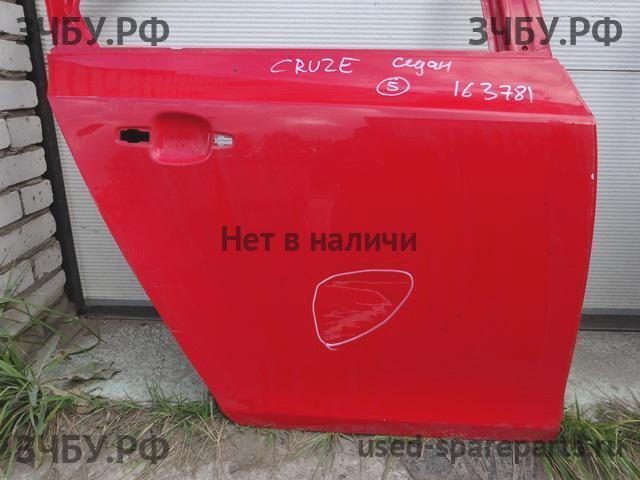 ЗЧБУ.РФ ЗЧБУ.РФ
CRUZE седан
5 163781
Нет в наличи
ЗЧБУ.РФ used-spareparts.ru